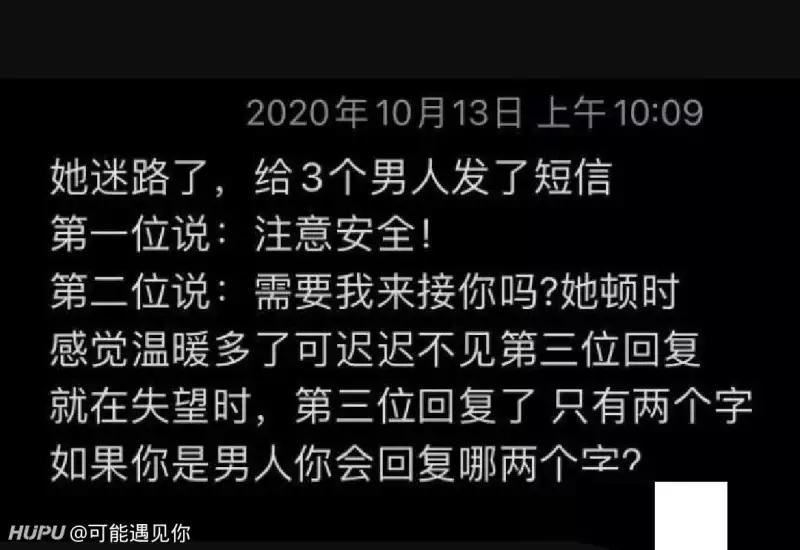 2020年10月13日 上午10:09
她迷路了，给3个男人发了短信
第一位说：注意安全！
第二位说：需要我来接你吗?她顿时
感觉温暖多了可迟迟不见第三位回复
就在失望时，第三位回复了 只有两个字
如果你是男人你会回复哪两个字?
HUPU @可能遇见你